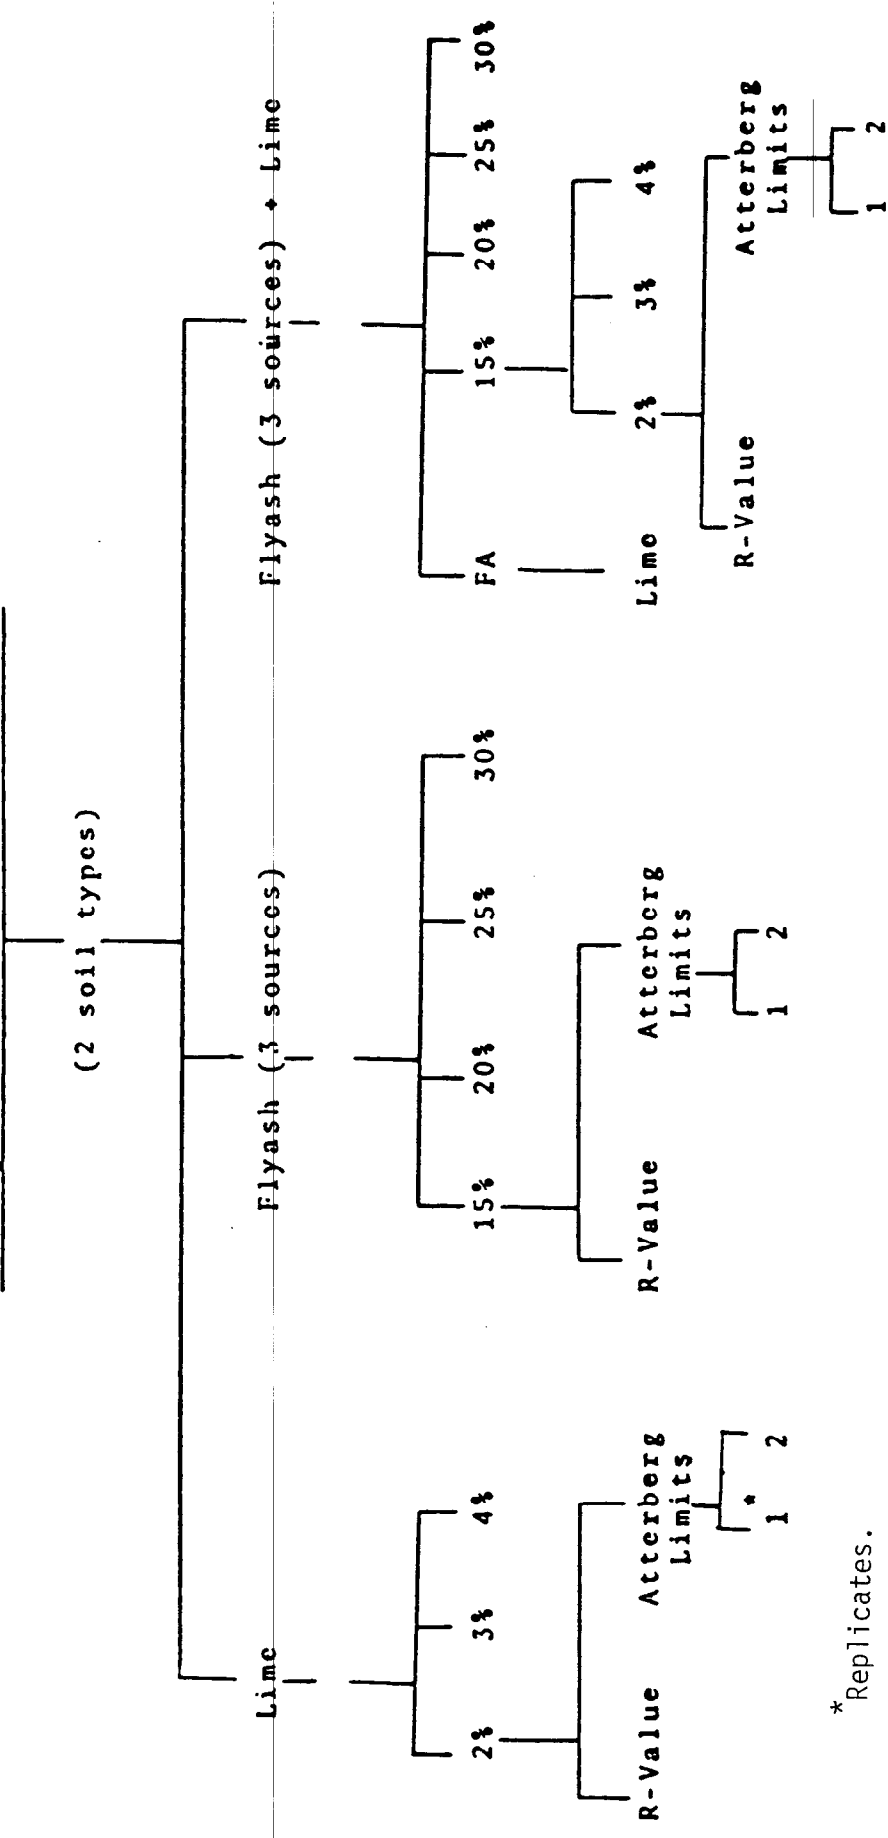 (2 soil types)
Lime
Flyash (3 sources)
Flyash (3 sources) + Lime
2%
3%
4%
15%
20%
25%
30%
FA
15%
20%
25%
30%
R-Value
Atterberg
Limits
R-Value
Atterberg
Limits
Lime
2%
3%
4%
1*
2
1
2
R-Value
Atterberg
Limits
1
2
*Replicates.